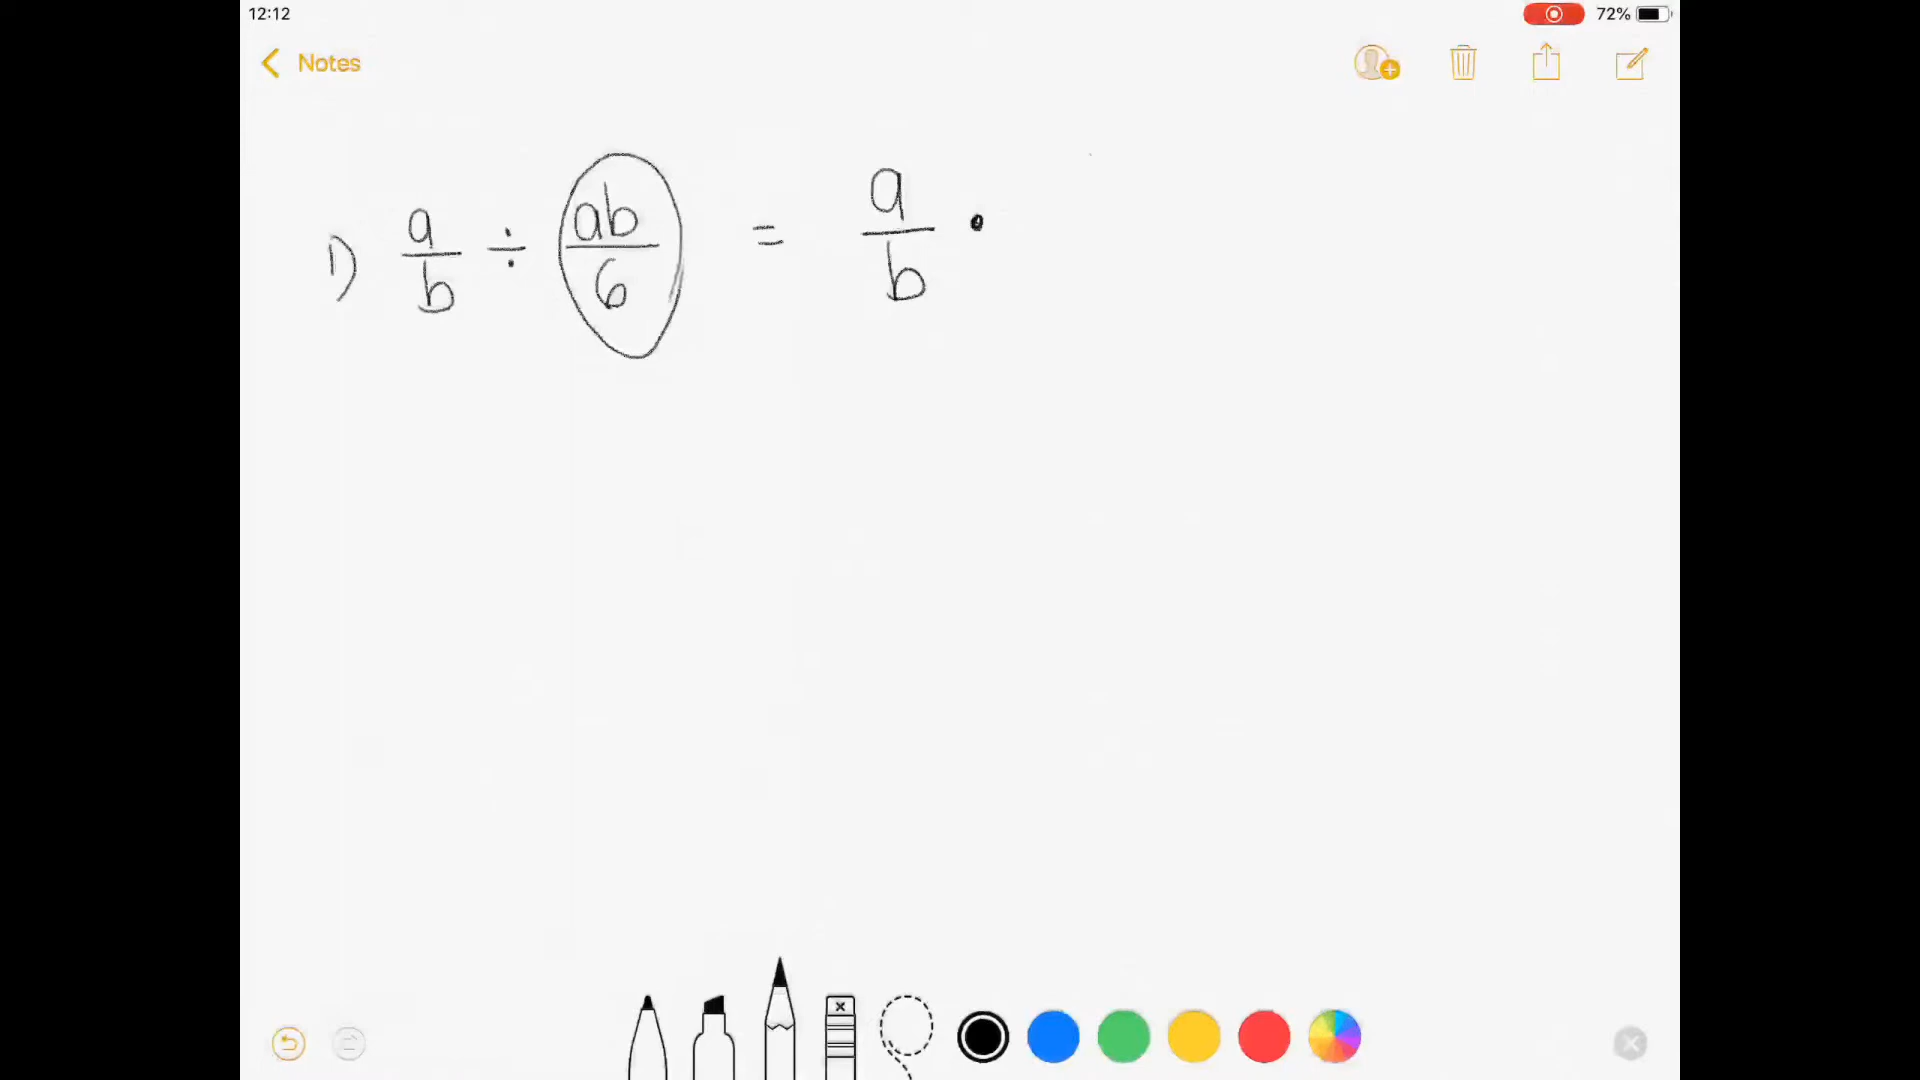 12:12
72%
Notes
1) a/b ÷ ab/6 = a/b •